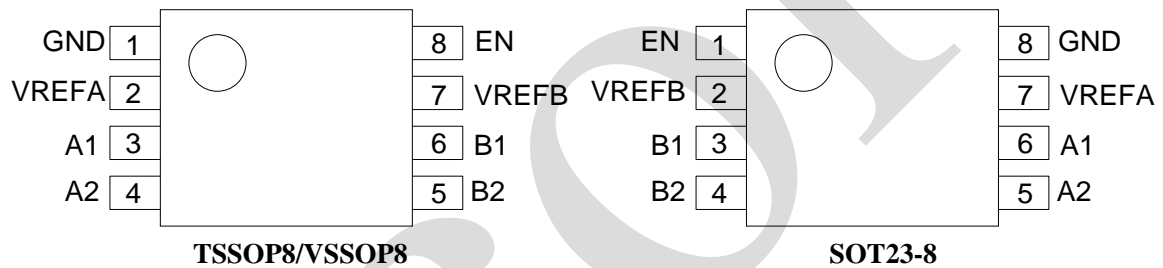 GND 1 8 EN
VREFA 2 7 VREFB
A1 3 6 B1
A2 4 5 B2
TSSOP8/VSSOP8
EN 1 8 GND
VREFB 2 7 VREFA
B1 3 6 A1
B2 4 5 A2
SOT23-8